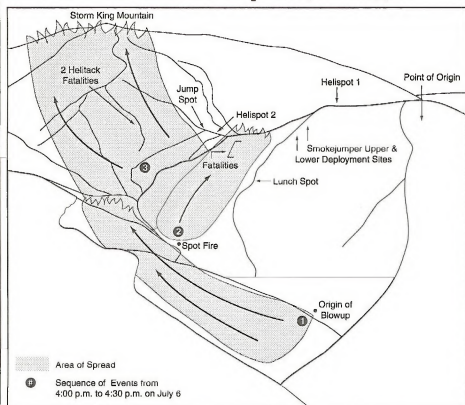 Storm King Mountain
2 Helitack
Fatalities
Jump
Spot
Helispot 2
Helispot 1
Point of Origin
Fatalities
Smokejumper Upper &
Lower Deployment Sites
Lunch Spot
3
2
Spot Fire
Origin of
Blowup
1
Area of Spread
# Sequence of Events from
4:00 p.m. to 4:30 p.m. on July 6